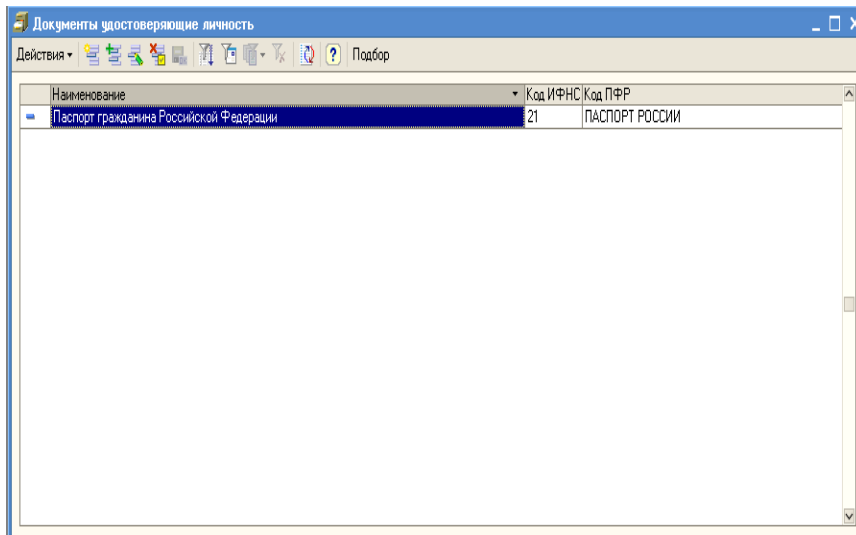 Документы удостоверяющие личность
Действия Подбор
Наименование Код ИФНС Код ПФР
Паспорт гражданина Российской Федерации 21 ПАСПОРТ РОССИИ